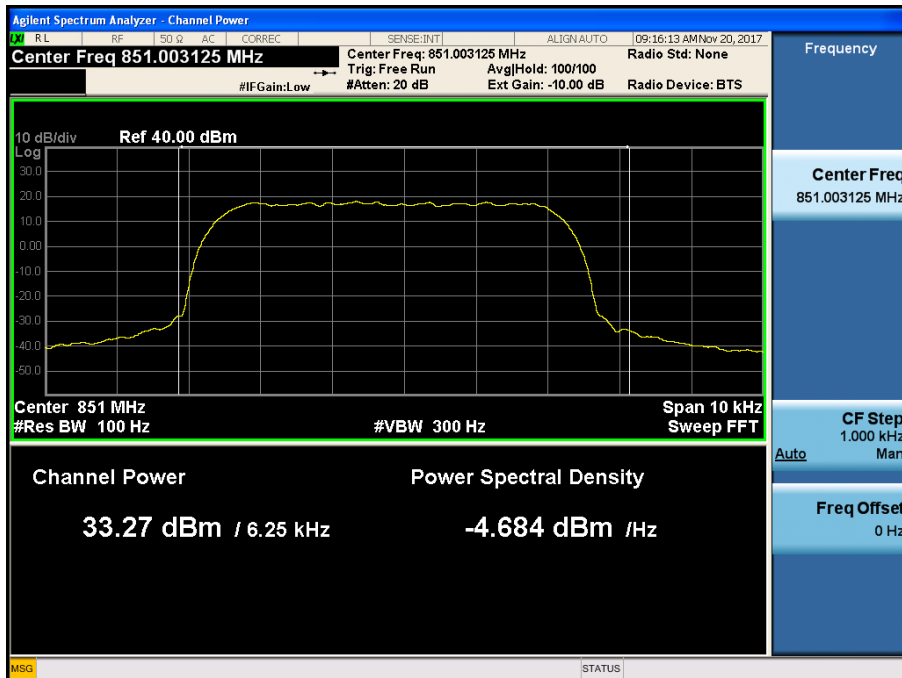 Agilent Spectrum Analyzer - Channel Power
LXI RL RF 50 Ω AC CORREC SENSE:INT ALIGN AUTO 09:16:13 AM Nov 20, 2017
Center Freq 851.003125 MHz
Center Freq: 851.003125 MHz Radio Std: None
Trig: Free Run Avg|Hold: 100/100
#IFGain:Low #Atten: 20 dB Ext Gain: -10.00 dB Radio Device: BTS
10 dB/div Ref 40.00 dBm
Log
30.0
20.0
10.0
0.00
-10.0
-20.0
-30.0
-40.0
-50.0
Center 851 MHz Span 10 kHz
#Res BW 100 Hz #VBW 300 Hz Sweep FFT
Channel Power Power Spectral Density
33.27 dBm / 6.25 kHz -4.684 dBm /Hz
Frequency
Center Freq
851.003125 MHz
CF Step
1.000 kHz
Auto Man
Freq Offset
0 Hz
MSG STATUS